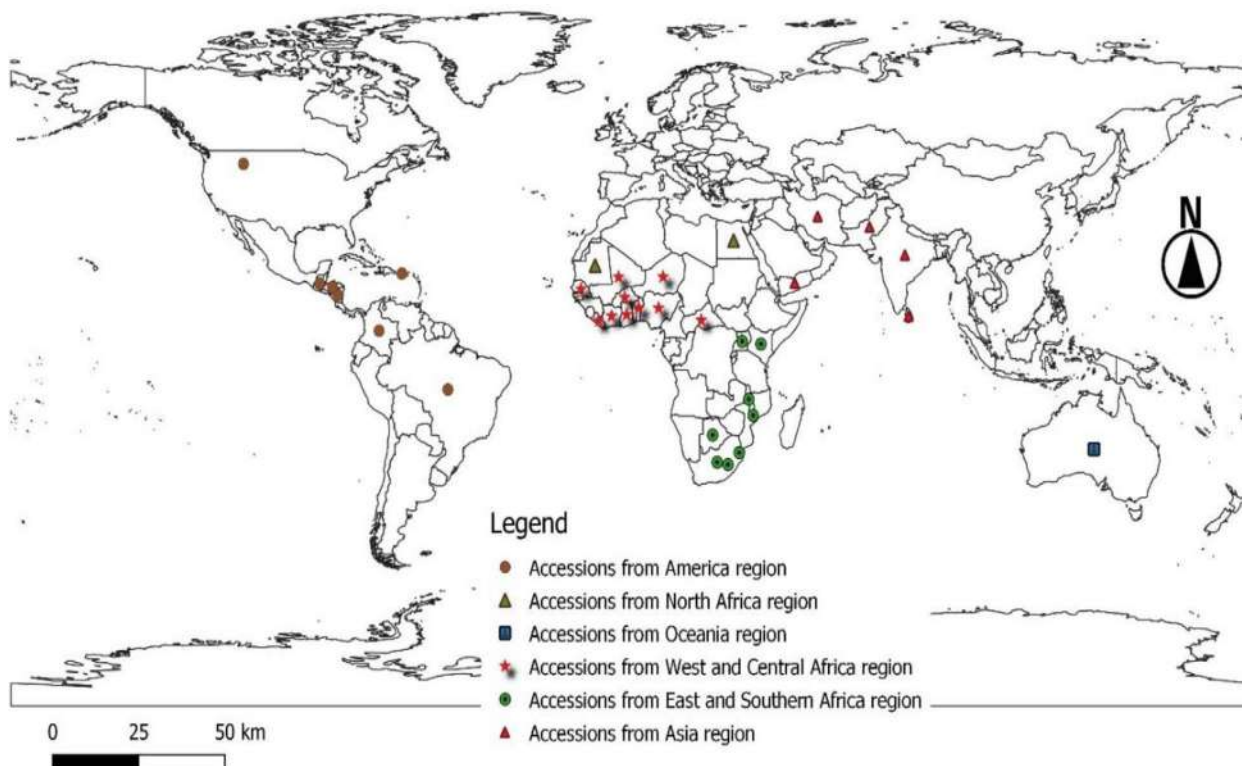 N
Legend
Accessions from America region
Accessions from North Africa region
Accessions from Oceania region
Accessions from West and Central Africa region
Accessions from East and Southern Africa region
Accessions from Asia region
0 25 50 km